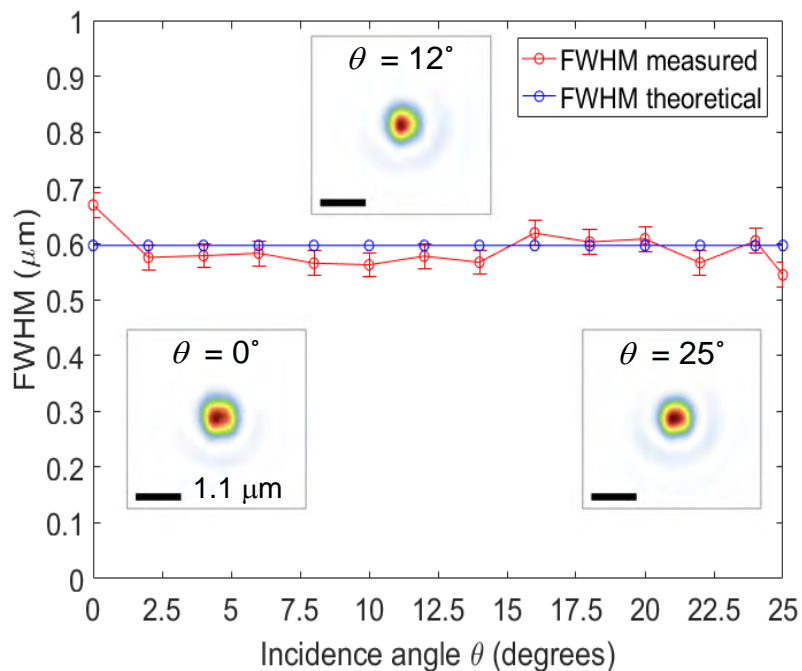 1
0.9
0.8
0.7
0.6
0.5
0.4
0.3
0.2
0.1
0
FWHM (μm)
θ = 12°
FWHM measured
FWHM theoretical
θ = 0°
1.1 μm
θ = 25°
0 2.5 5 7.5 10 12.5 15 17.5 20 22.5 25
Incidence angle θ (degrees)